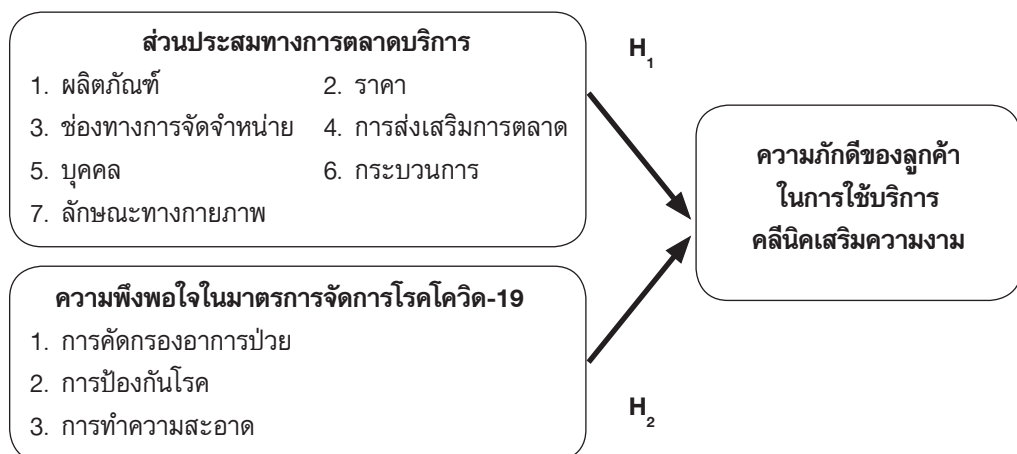 ส่วนประสมทางการตลาดบริการ
1. ผลิตภัณฑ์ 2. ราคา
3. ช่องทางการจัดจำหน่าย 4. การส่งเสริมการตลาด
5. บุคคล 6. กระบวนการ
7. ลักษณะทางกายภาพ
H1
ความภักดีของลูกค้า
ในการใช้บริการ
คลีนิคเสริมความงาม
ความพึงพอใจในมาตรการจัดการโรคโควิด-19
1. การคัดกรองอาการป่วย
2. การป้องกันโรค
3. การทำความสะอาด
H2